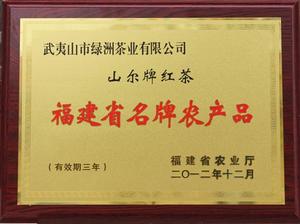 武夷山市绿洲茶业有限公司
山尔牌红茶
福建省名牌农产品
（有效期三年）
福建省农业厅
二〇一二年十二月